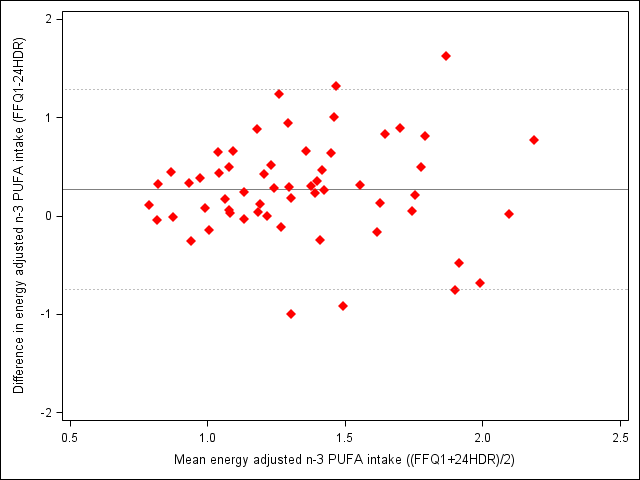 Difference in energy adjusted n-3 PUFA intake (FFQ1-24HDR)
2
1
0
-1
-2
0.5 1.0 1.5 2.0 2.5
Mean energy adjusted n-3 PUFA intake ((FFQ1+24HDR)/2)